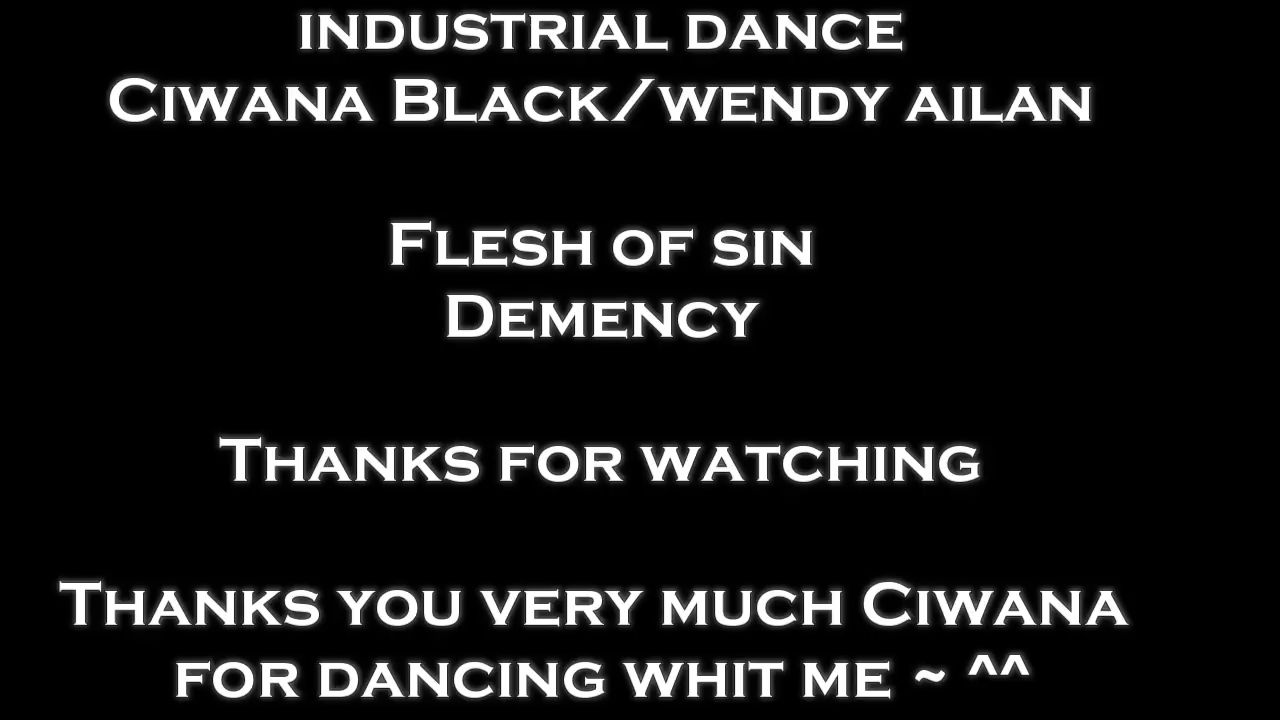 INDUSTRIAL DANCE
CIWANA BLACK/WENDY AILAN
FLESH OF SIN
DEMENCY
THANKS FOR WATCHING
THANKS YOU VERY MUCH CIWANA
FOR DANCING WHIT ME ~ ^^